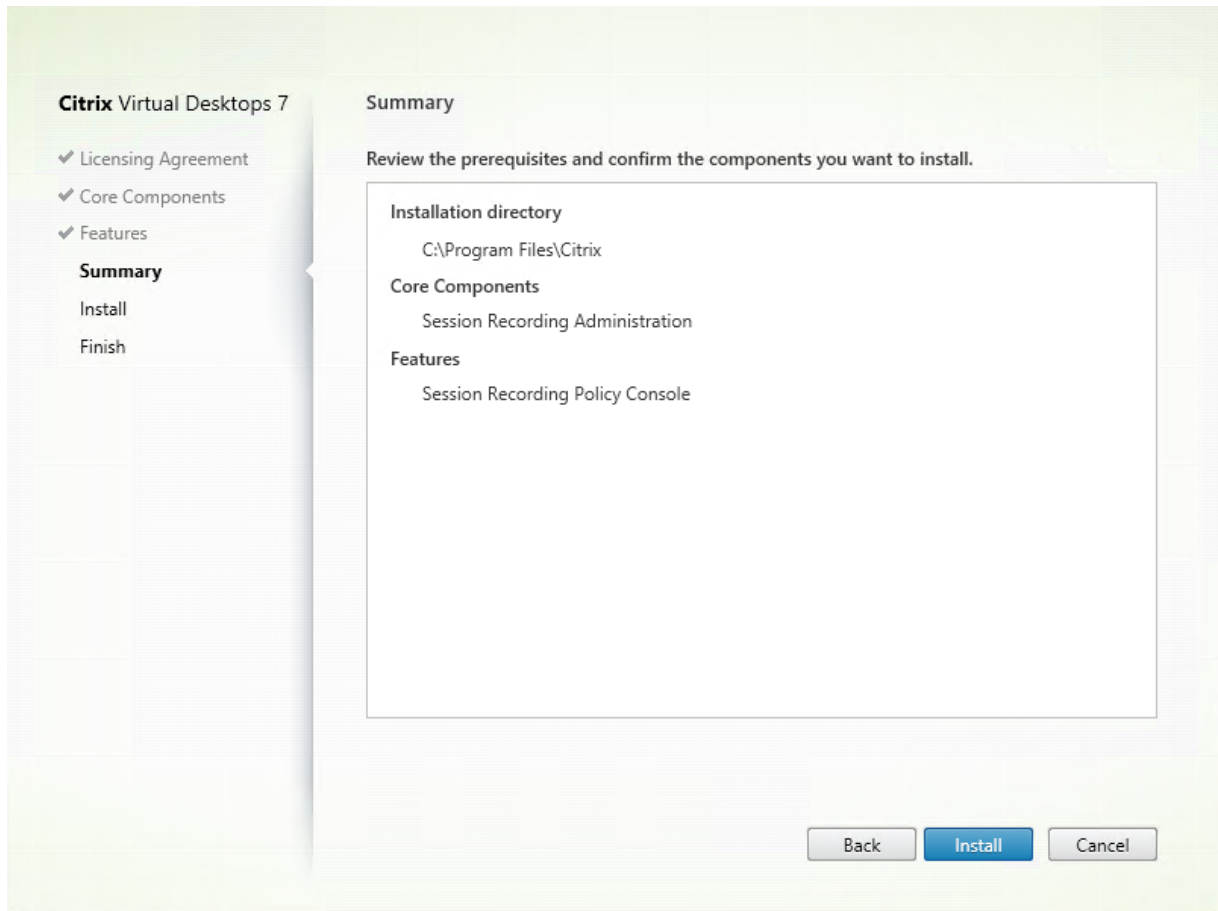 Citrix Virtual Desktops 7
Licensing Agreement
Core Components
Features
Summary
Install
Finish
Summary
Review the prerequisites and confirm the components you want to install.
Installation directory
C:\Program Files\Citrix
Core Components
Session Recording Administration
Features
Session Recording Policy Console
Back
Install
Cancel